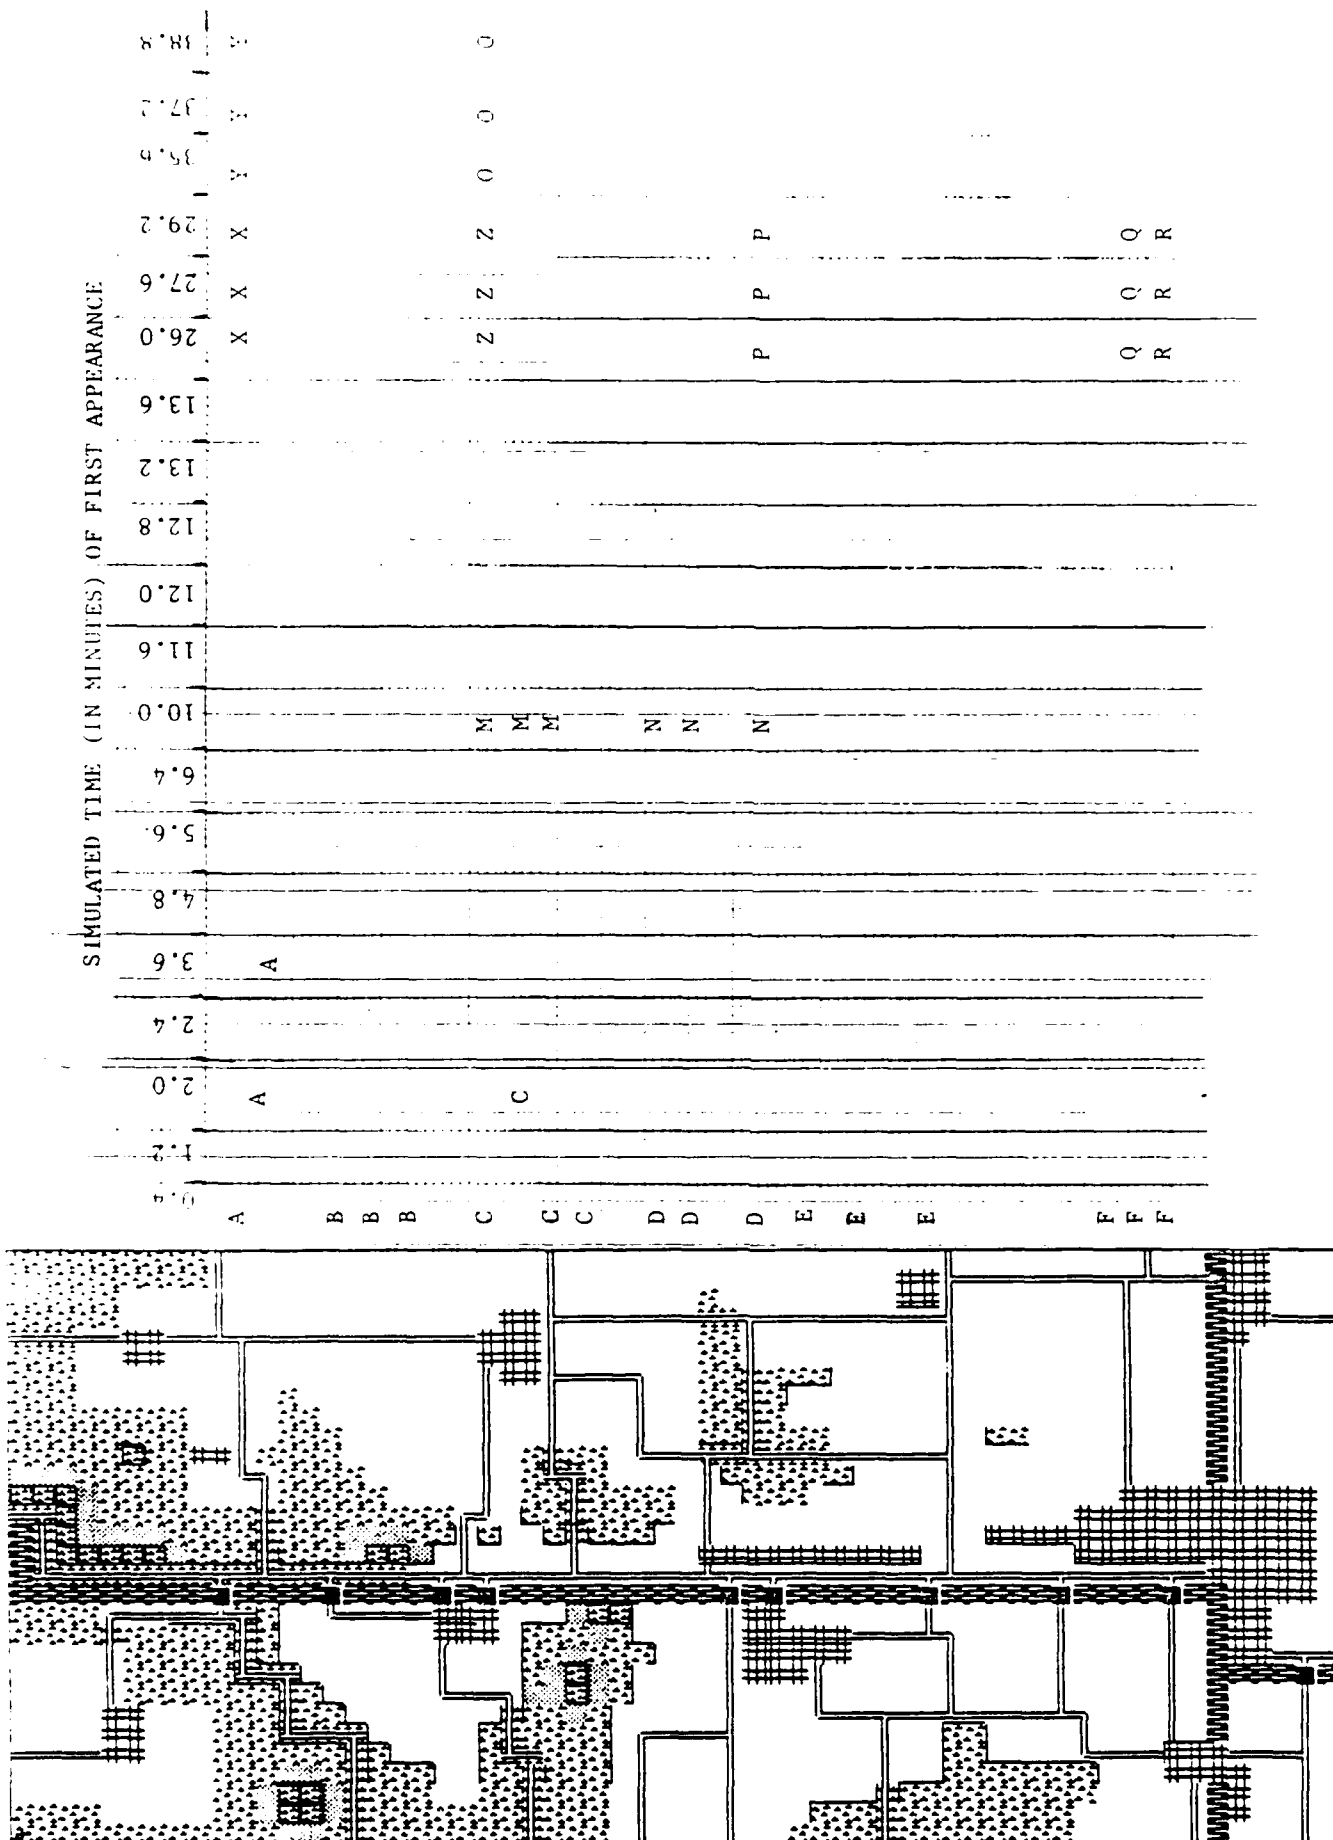 SIMULATED TIME (IN MINUTES) OF FIRST APPEARANCE
38.8 O
37.2 Y O
35.6 Y O
29.2 X Z P Q R
27.6 X Z P Q R
26.0 X Z P Q R
13.6
13.2
12.8
12.0
11.6
10.0 M M M N N N
6.4
5.6
4.8
3.6 A
2.4
2.0 A C
1.2
0.4 A B B B C C C D D D E E E F F F